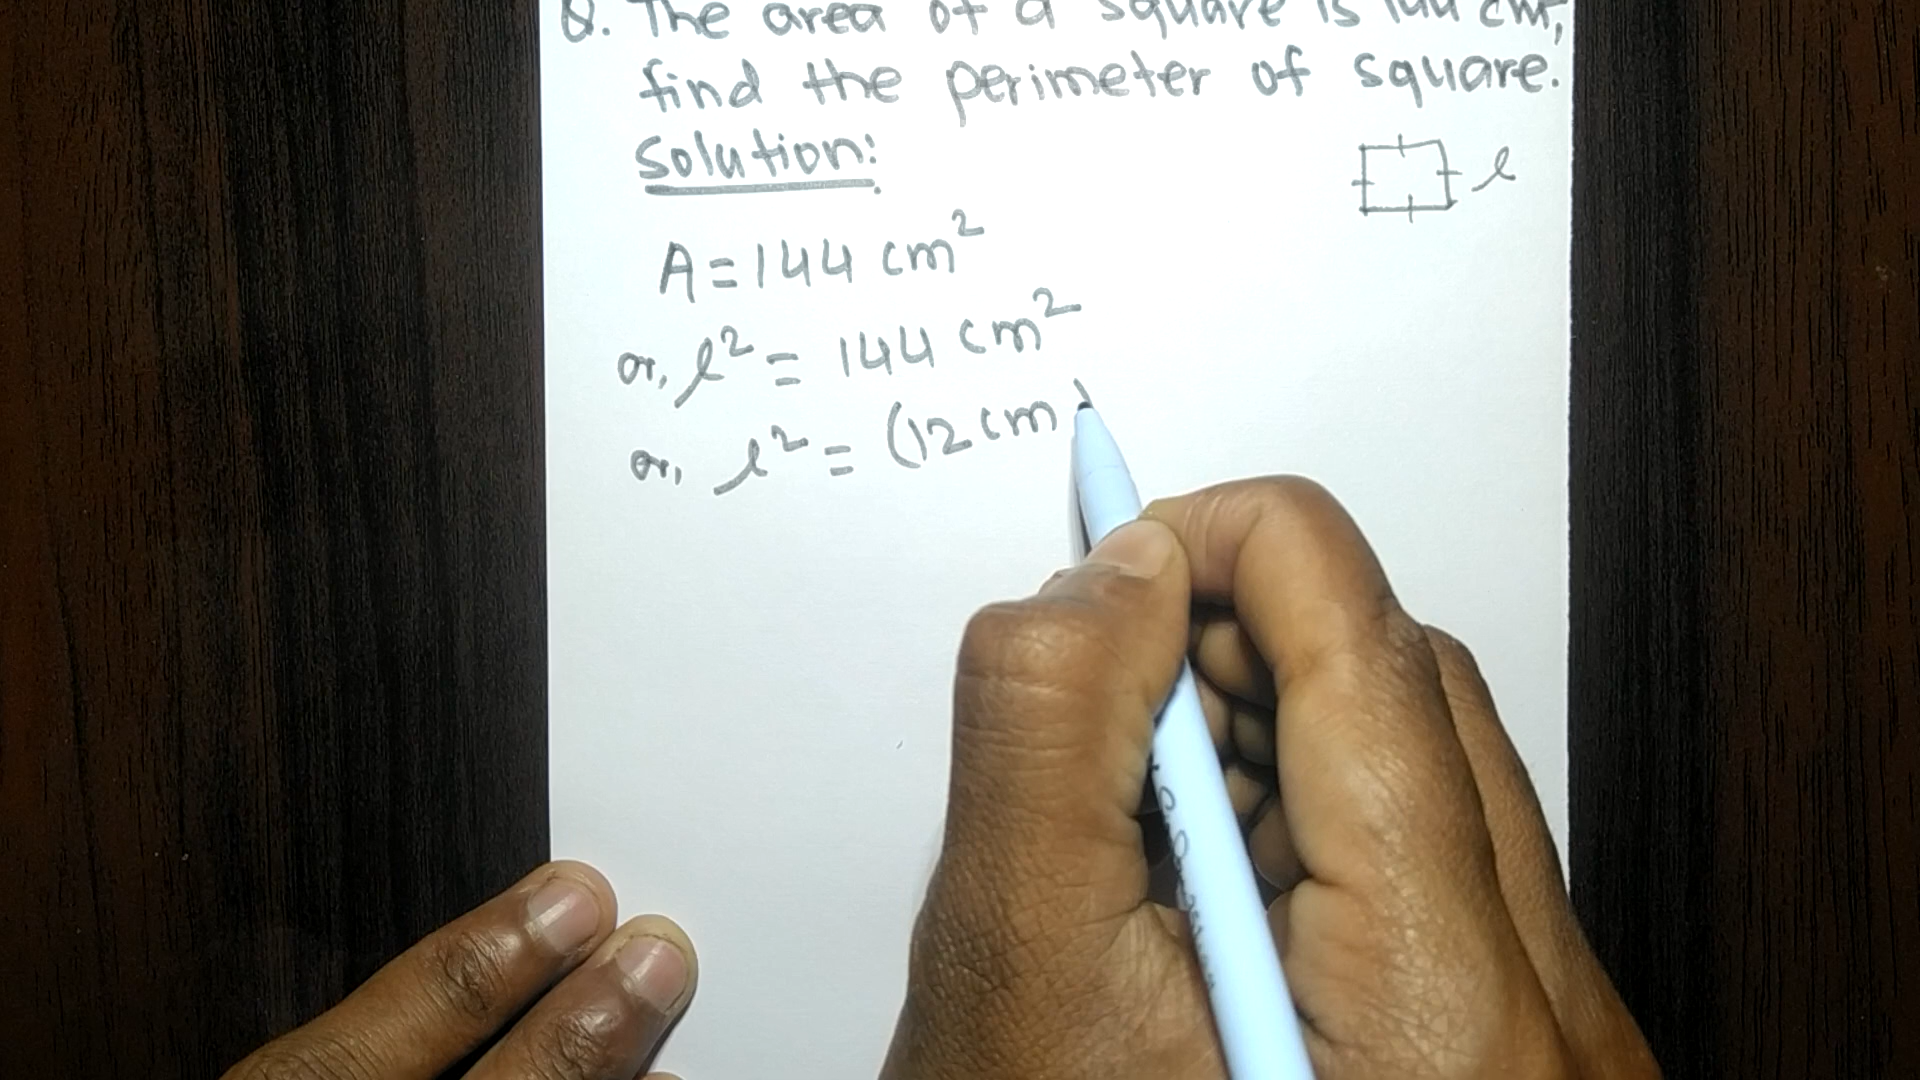 Q. The area of a square is 144 cm²,
find the perimeter of square.
Solution:
l
A = 144 cm²
or, l² = 144 cm²
or, l² = (12 cm )